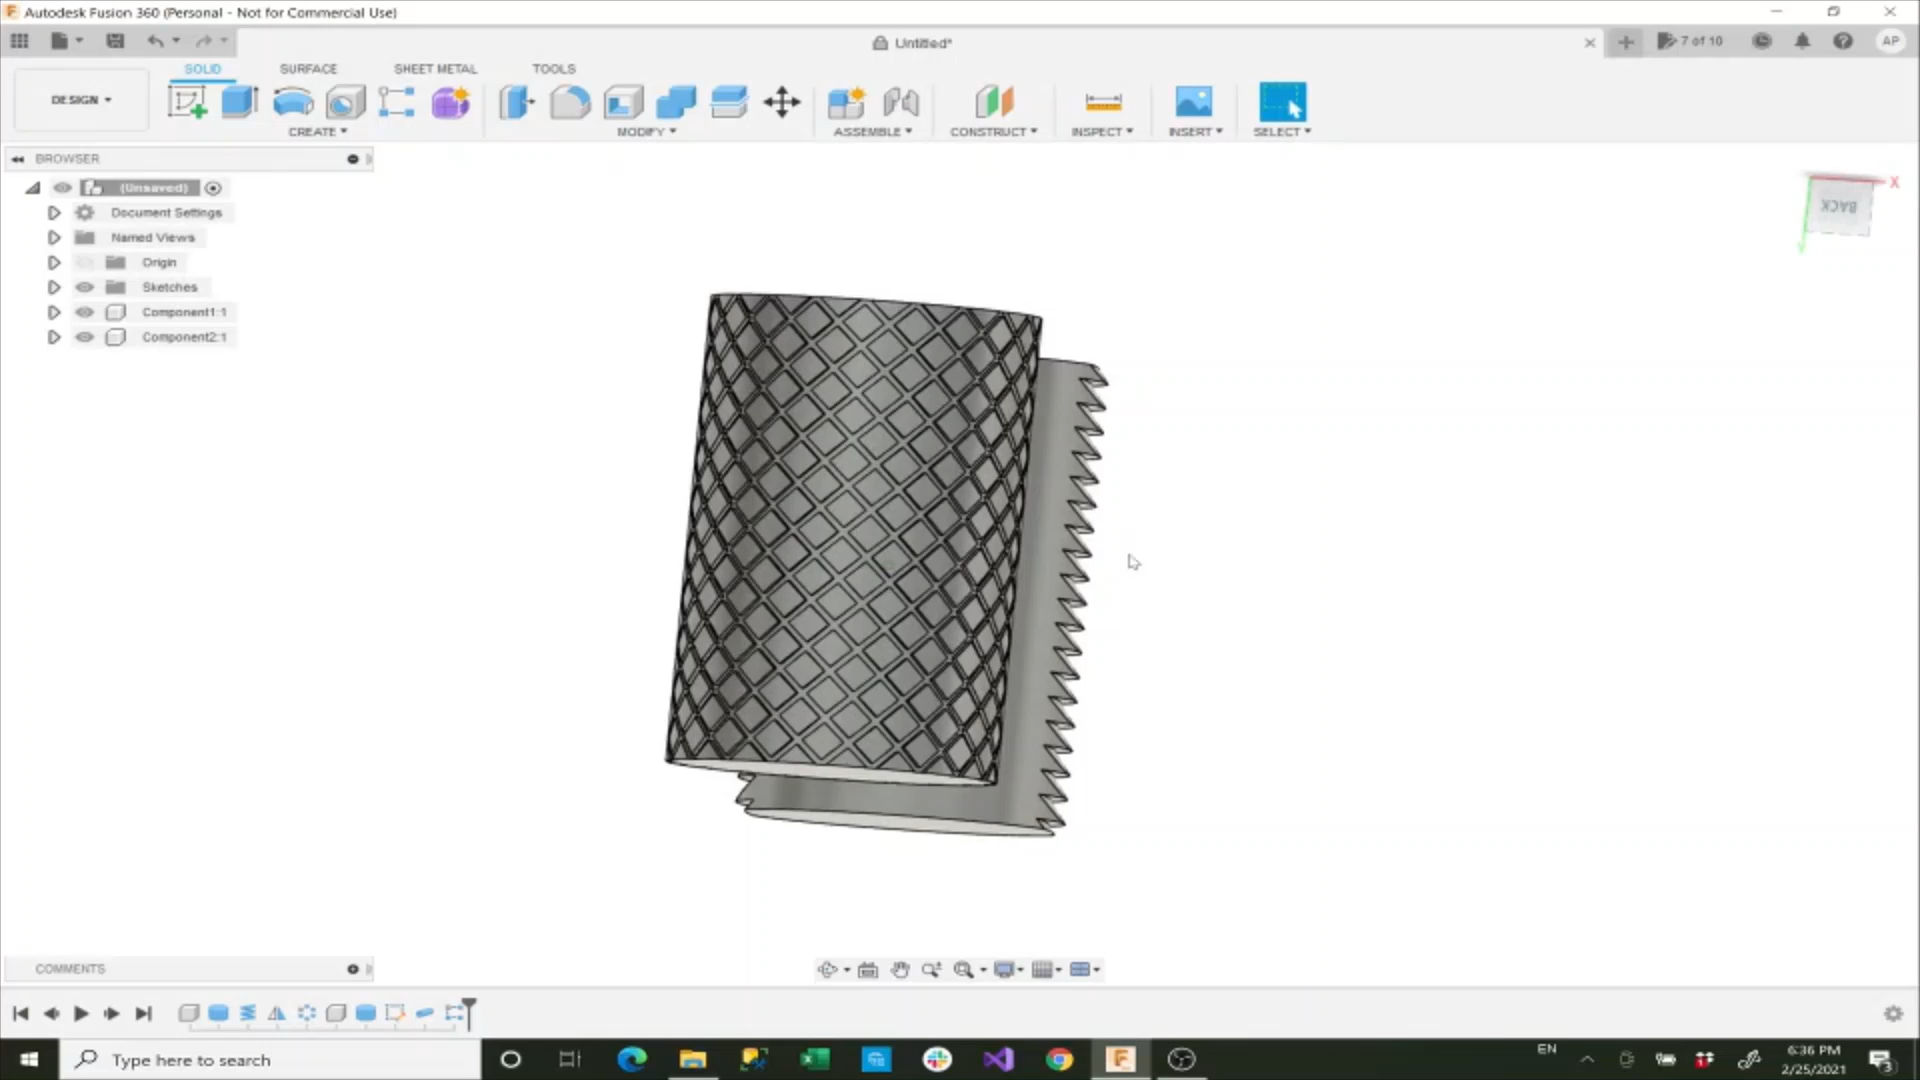 Autodesk Fusion 360 (Personal - Not for Commercial Use)
Untitled*
7 of 10
AP
SOLID SURFACE SHEET METAL TOOLS
DESIGN
CREATE MODIFY ASSEMBLE CONSTRUCT INSPECT INSERT SELECT
BROWSER
(Unsaved)
Document Settings
Named Views
Origin
Sketches
Component1:1
Component2:1
X
BACK
Y
COMMENTS
Type here to search
EN
6:36 PM
2/25/2021
3